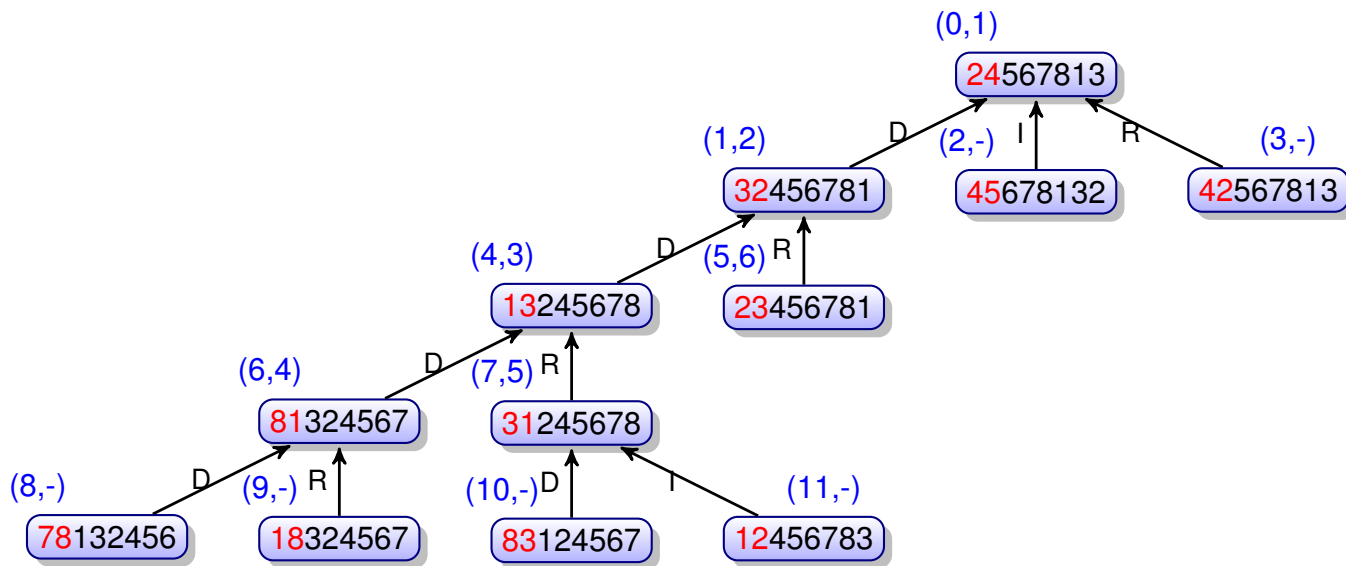 (0,1)
24567813
D
I
R
(1,2)
(2,-)
(3,-)
32456781
45678132
42567813
D
R
(4,3)
(5,6)
13245678
23456781
D
R
(6,4)
(7,5)
81324567
31245678
D
R
D
I
(8,-)
(9,-)
(10,-)
(11,-)
78132456
18324567
83124567
12456783